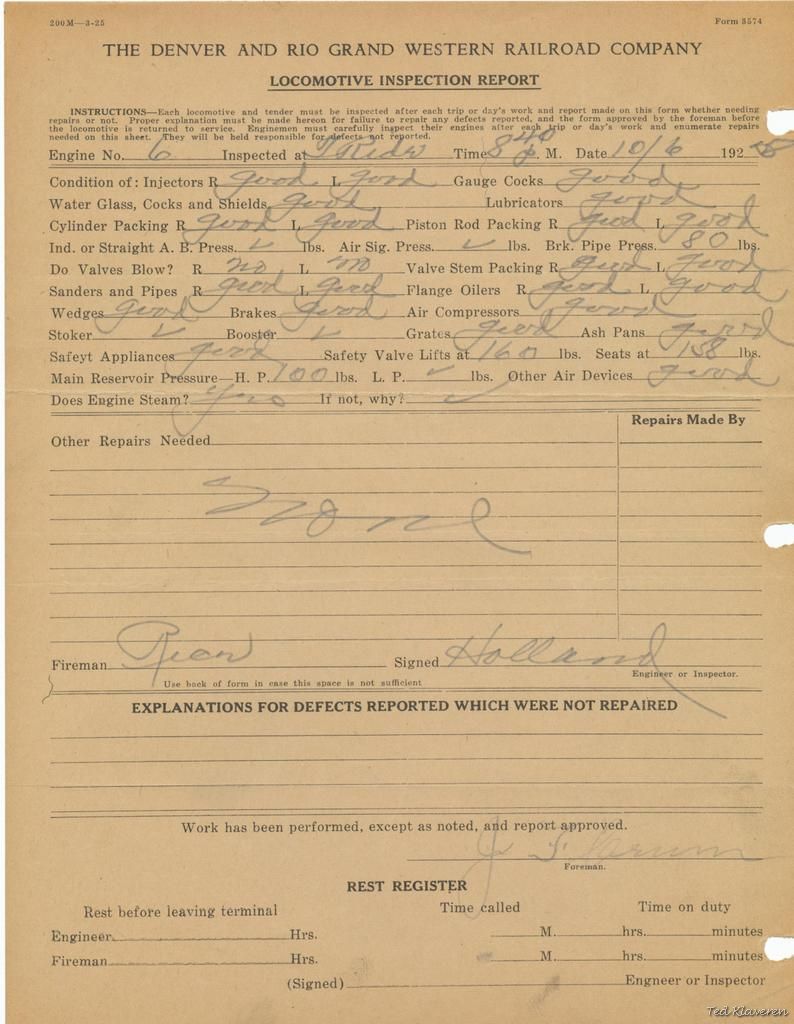 200M—3-25 Form 3574
THE DENVER AND RIO GRAND WESTERN RAILROAD COMPANY
LOCOMOTIVE INSPECTION REPORT
INSTRUCTIONS—Each locomotive and tender must be inspected after each trip or day's work and report made on this form whether needing
repairs or not. Proper explanation must be made hereon for failure to repair any defects reported, and the form approved by the foreman before
the locomotive is returned to service. Enginemen must carefully inspect their engines after each trip or day's work and enumerate repairs
needed on this sheet. They will be held responsible for defects not reported.
Engine No. 6 Inspected at Time 8 40 P. M. Date 10/6 192
Condition of: Injectors R good L good Gauge Cocks good
Water Glass, Cocks and Shields good Lubricators good
Cylinder Packing R good L good Piston Rod Packing R good L good
Ind. or Straight A. B. Press. ✓ lbs. Air Sig. Press. ✓ lbs. Brk. Pipe Press. 80 lbs.
Do Valves Blow? R no L no Valve Stem Packing R good L good
Sanders and Pipes R good L good Flange Oilers R good L good
Wedges good Brakes good Air Compressors good
Stoker ✓ Booster ✓ Grates good Ash Pans good
Safeyt Appliances good Safety Valve Lifts at 160 lbs. Seats at 158 lbs.
Main Reservoir Pressure—H. P. 100 lbs. L. P. ✓ lbs. Other Air Devices good
Does Engine Steam? yes If not, why? ✓
Repairs Made By
Other Repairs Needed
None
Fireman Signed Holland
Engineer or Inspector.
Use back of form in case this space is not sufficient
EXPLANATIONS FOR DEFECTS REPORTED WHICH WERE NOT REPAIRED
Work has been performed, except as noted, and report approved.
J. S.
Foreman.
REST REGISTER
Rest before leaving terminal Time called Time on duty
Engineer Hrs. M. hrs. minutes
Fireman Hrs. M. hrs. minutes
(Signed) Engneer or Inspector
Ted Klaveren